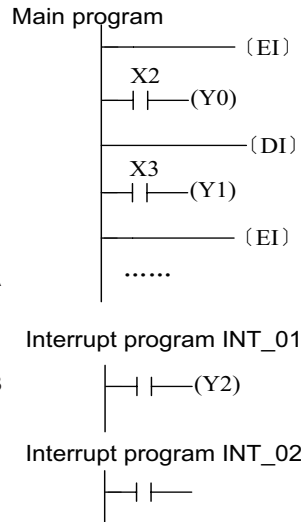 Main program
〔EI〕
X2
(Y0)
〔DI〕
X3
(Y1)
〔EI〕
......
Interrupt program INT_01
(Y2)
Interrupt program INT_02